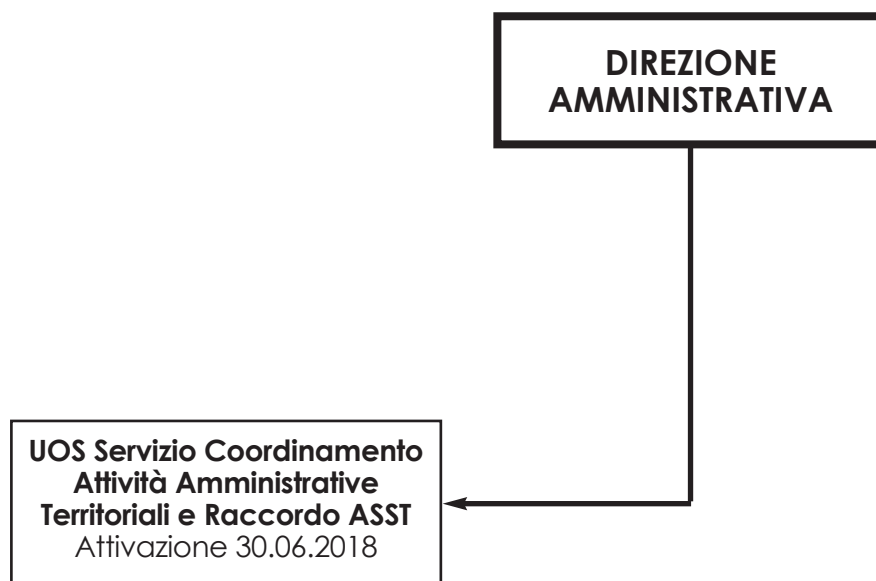 DIREZIONE
AMMINISTRATIVA
UOS Servizio Coordinamento
Attività Amministrative
Territoriali e Raccordo ASST
Attivazione 30.06.2018